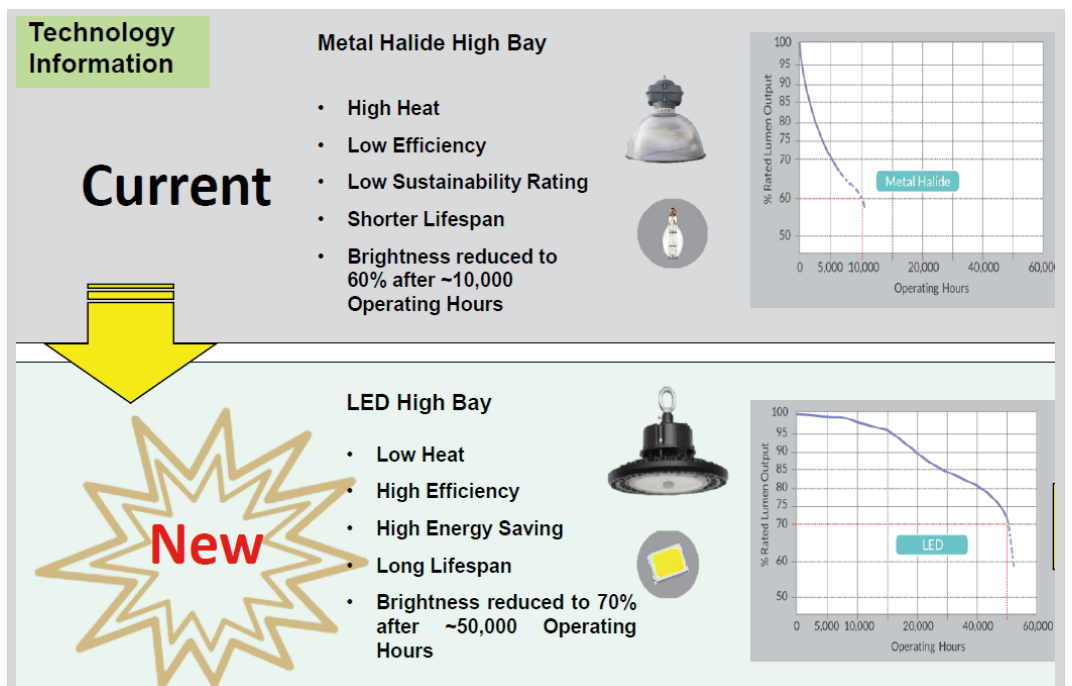 Technology
Information
Current
Metal Halide High Bay
• High Heat
• Low Efficiency
• Low Sustainability Rating
• Shorter Lifespan
• Brightness reduced to
60% after ~10,000
Operating Hours
% Rated Lumen Output
100
95
90
85
80
75
70
60
50
Metal Halide
0 5,000 10,000 20,000 40,000 60,00
Operating Hours
New
LED High Bay
• Low Heat
• High Efficiency
• High Energy Saving
• Long Lifespan
• Brightness reduced to 70%
after ~50,000 Operating
Hours
% Rated Lumen Output
100
95
90
85
80
75
70
60
50
LED
0 5,000 10,000 20,000 40,000 60,000
Operating Hours